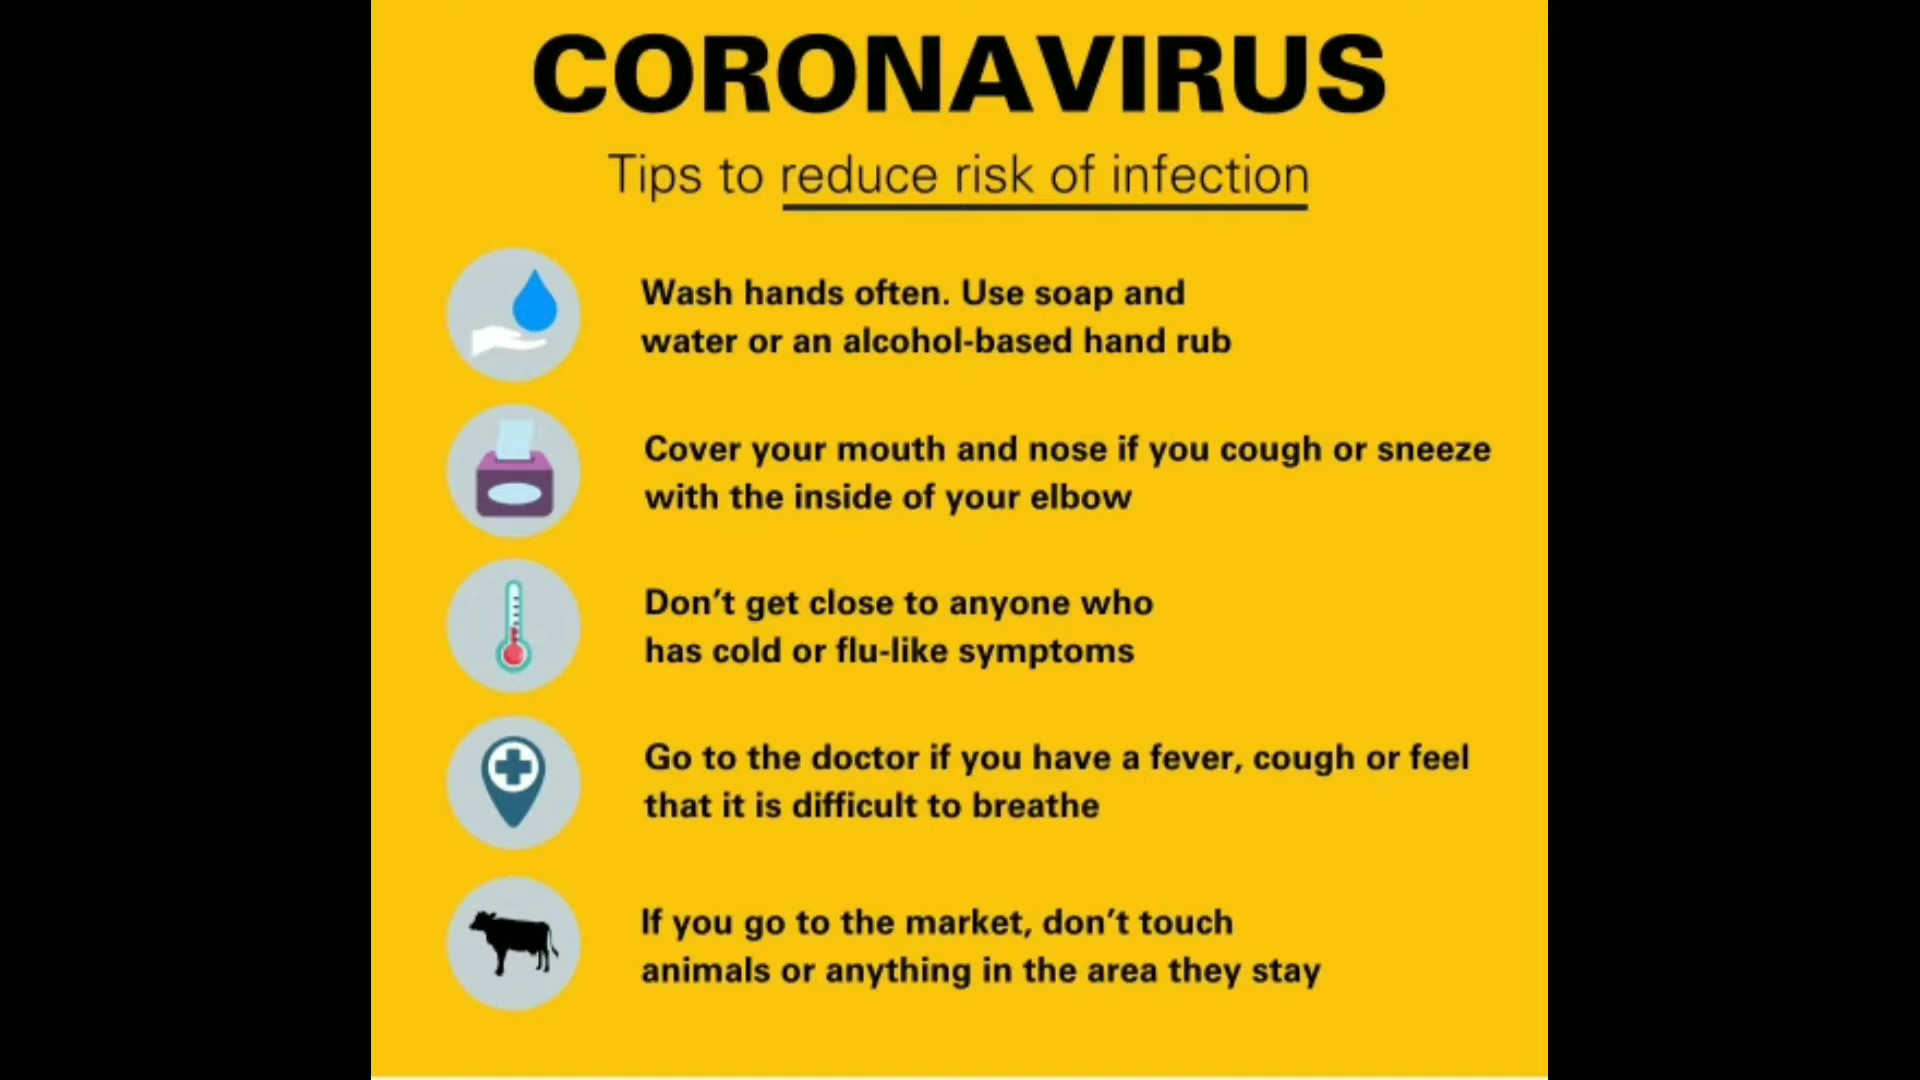 CORONAVIRUS
Tips to reduce risk of infection
Wash hands often. Use soap and
water or an alcohol-based hand rub
Cover your mouth and nose if you cough or sneeze
with the inside of your elbow
Don't get close to anyone who
has cold or flu-like symptoms
Go to the doctor if you have a fever, cough or feel
that it is difficult to breathe
If you go to the market, don't touch
animals or anything in the area they stay